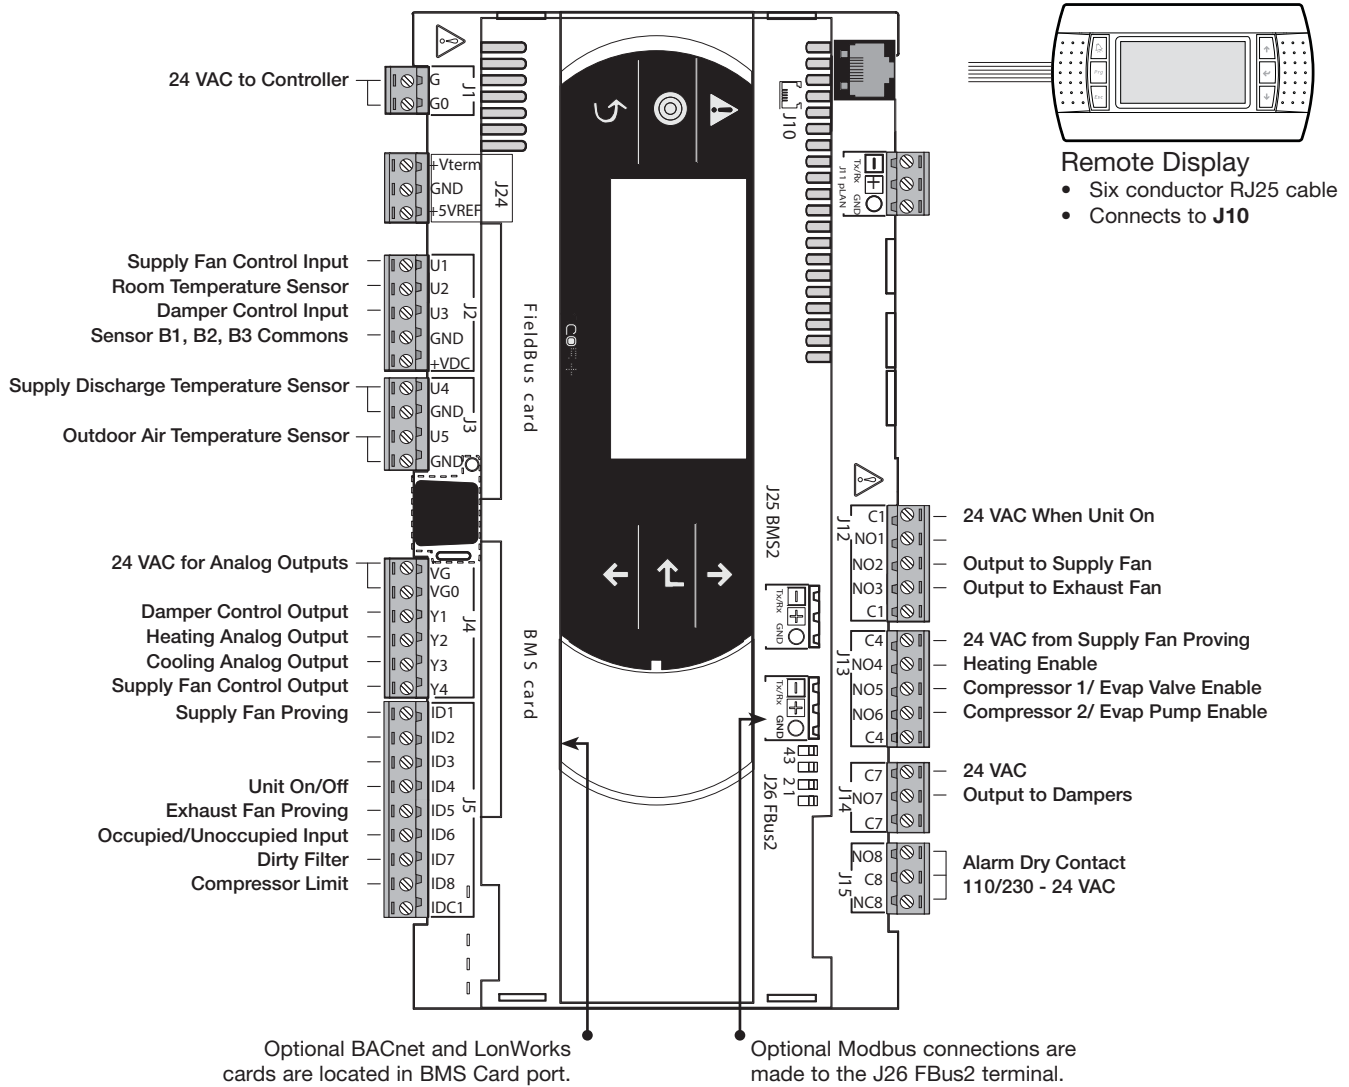 24 VAC to Controller
G
G0
J1
+Vterm
GND
+5VREF
J24
Supply Fan Control Input
Room Temperature Sensor
Damper Control Input
Sensor B1, B2, B3 Commons
U1
U2
U3
GND
+VDC
J2
Supply Discharge Temperature Sensor
Outdoor Air Temperature Sensor
U4
GND
U5
GND
J3
24 VAC for Analog Outputs
Damper Control Output
Heating Analog Output
Cooling Analog Output
Supply Fan Control Output
VG
VG0
Y1
Y2
Y3
Y4
J4
Supply Fan Proving
Unit On/Off
Exhaust Fan Proving
Occupied/Unoccupied Input
Dirty Filter
Compressor Limit
ID1
ID2
ID3
ID4
ID5
ID6
ID7
ID8
IDC1
J5
FieldBus card
BMS card
J10
Tx/Rx
GND
J11 pLAN
J25 BMS2
Tx/Rx
GND
Tx/Rx
GND
43
21
J26 FBus2
Remote Display
• Six conductor RJ25 cable
• Connects to J10
Prg
Esc
J12
C1
NO1
NO2
NO3
C1
24 VAC When Unit On
Output to Supply Fan
Output to Exhaust Fan
J13
C4
NO4
NO5
NO6
C4
24 VAC from Supply Fan Proving
Heating Enable
Compressor 1/ Evap Valve Enable
Compressor 2/ Evap Pump Enable
J14
C7
NO7
C7
24 VAC
Output to Dampers
J15
NO8
C8
NC8
Alarm Dry Contact
110/230 - 24 VAC
Optional BACnet and LonWorks
cards are located in BMS Card port.
Optional Modbus connections are
made to the J26 FBus2 terminal.